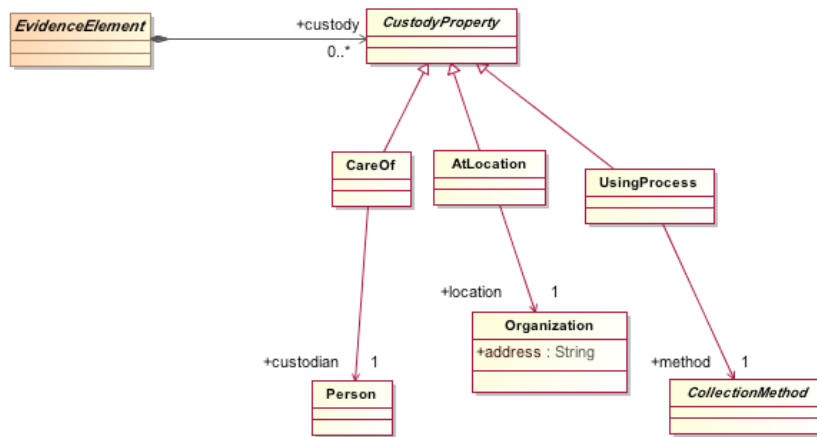 EvidenceElement
+custody
0..*
CustodyProperty
CareOf
AtLocation
UsingProcess
+location
1
Organization
+address : String
+custodian
1
Person
+method
1
CollectionMethod